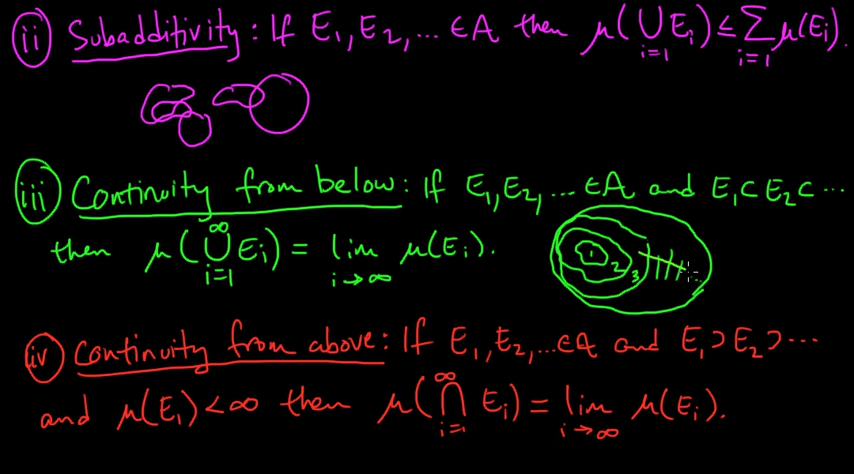 (ii) Subadditivity: If E₁, E₂, ... ∈ A then μ(⋃ᵢ₌₁ Eᵢ) ≤ Σᵢ₌₁ μ(Eᵢ).
(iii) Continuity from below: If E₁, E₂, ... ∈ A and E₁ ⊂ E₂ ⊂ ...
then μ(⋃ᵢ₌₁^∞ Eᵢ) = lim_{i→∞} μ(Eᵢ).
1 2 3
(iv) Continuity from above: If E₁, E₂, ... ∈ A and E₁ ⊃ E₂ ⊃ ...
and μ(E₁) < ∞ then μ(⋂ᵢ₌₁^∞ Eᵢ) = lim_{i→∞} μ(Eᵢ).